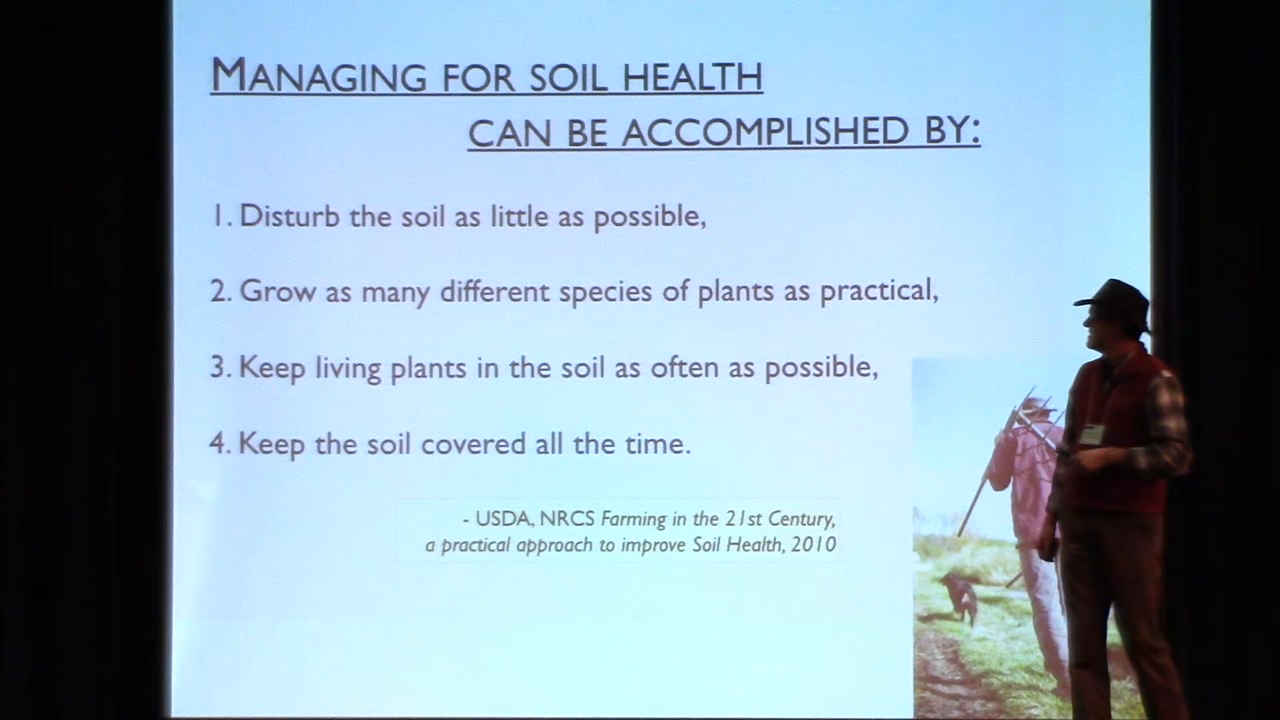 MANAGING FOR SOIL HEALTH
CAN BE ACCOMPLISHED BY:
1. Disturb the soil as little as possible,
2. Grow as many different species of plants as practical,
3. Keep living plants in the soil as often as possible,
4. Keep the soil covered all the time.
- USDA, NRCS Farming in the 21st Century,
a practical approach to improve Soil Health, 2010